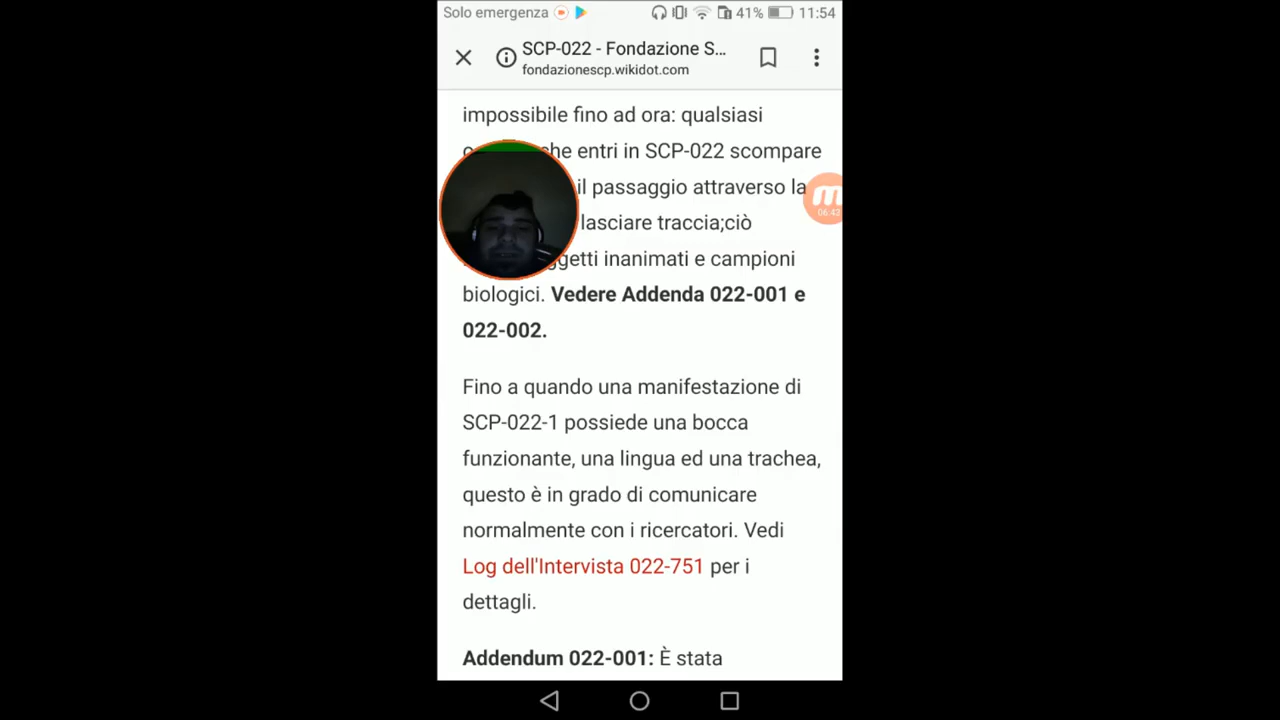 Solo emergenza 41% 11:54
SCP-022 - Fondazione S...
fondazionescp.wikidot.com
impossibile fino ad ora: qualsiasi
che entri in SCP-022 scompare
il passaggio attraverso la
lasciare traccia;ciò
06:43
inanimati e campioni
biologici. Vedere Addenda 022-001 e
022-002.
Fino a quando una manifestazione di
SCP-022-1 possiede una bocca
funzionante, una lingua ed una trachea,
questo è in grado di comunicare
normalmente con i ricercatori. Vedi
Log dell'Intervista 022-751 per i
dettagli.
Addendum 022-001: È stata